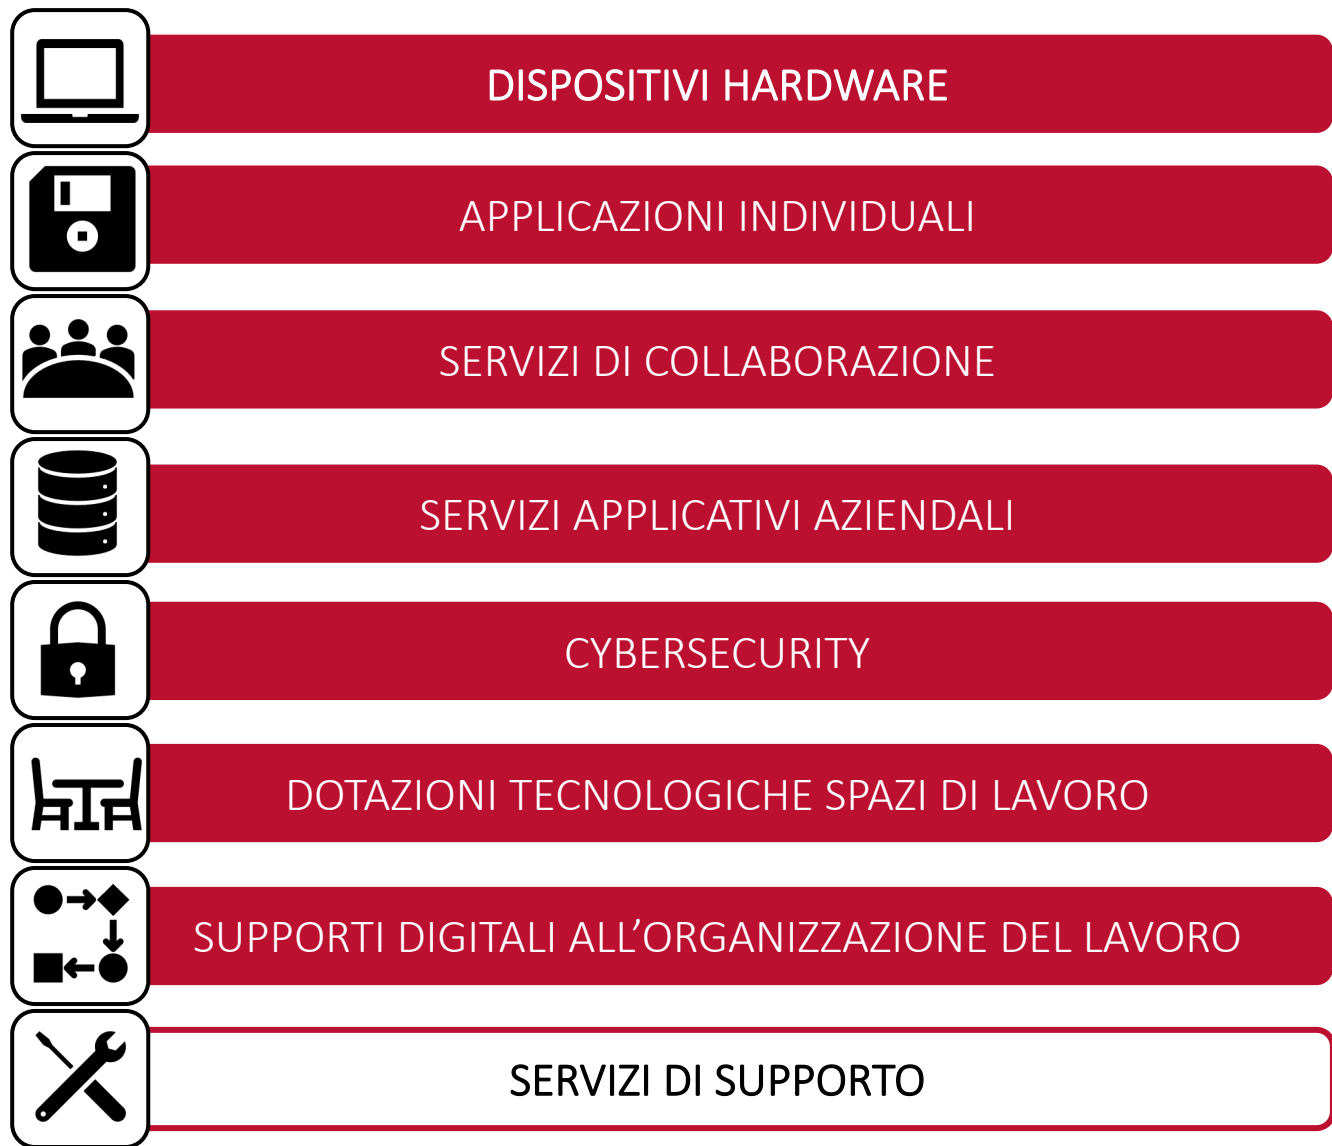 DISPOSITIVI HARDWARE
APPLICAZIONI INDIVIDUALI
SERVIZI DI COLLABORAZIONE
SERVIZI APPLICATIVI AZIENDALI
CYBERSECURITY
DOTAZIONI TECNOLOGICHE SPAZI DI LAVORO
SUPPORTI DIGITALI ALL’ORGANIZZAZIONE DEL LAVORO
SERVIZI DI SUPPORTO